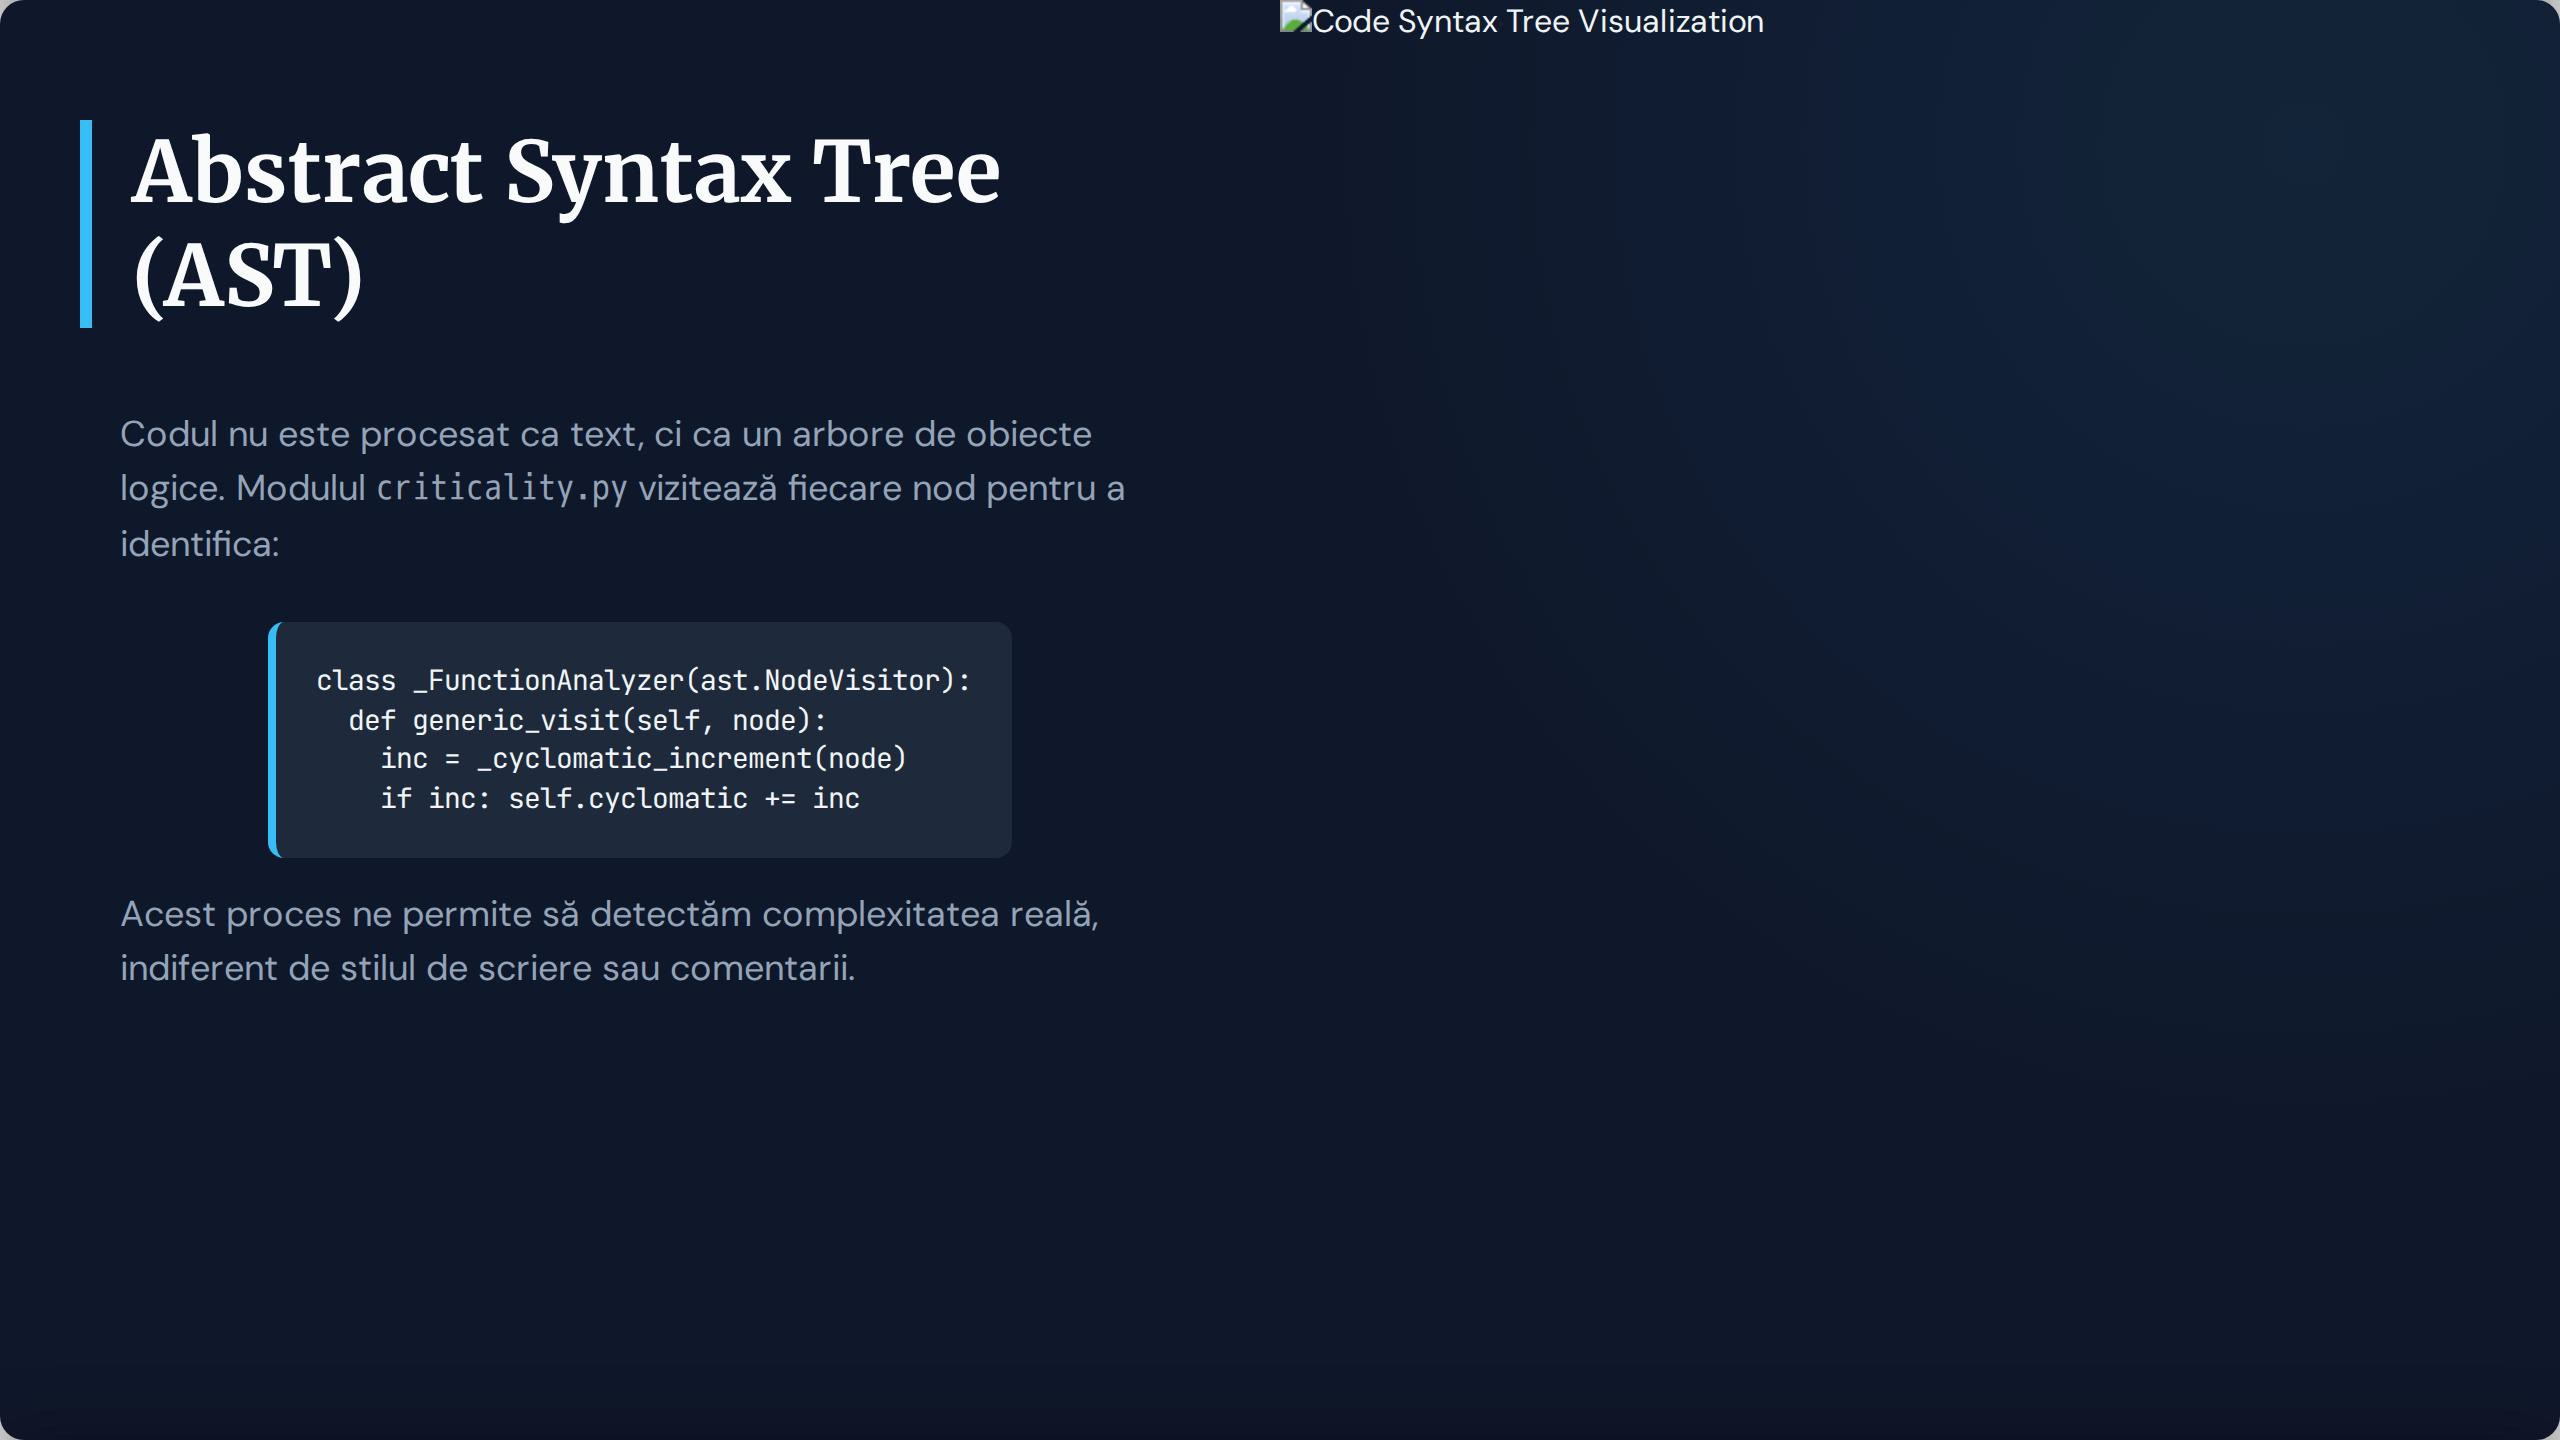 Code Syntax Tree Visualization
Abstract Syntax Tree
(AST)
Codul nu este procesat ca text, ci ca un arbore de obiecte
logice. Modulul criticality.py vizitează fiecare nod pentru a
identifica:
class _FunctionAnalyzer(ast.NodeVisitor):
  def generic_visit(self, node):
    inc = _cyclomatic_increment(node)
    if inc: self.cyclomatic += inc
Acest proces ne permite să detectăm complexitatea reală,
indiferent de stilul de scriere sau comentarii.